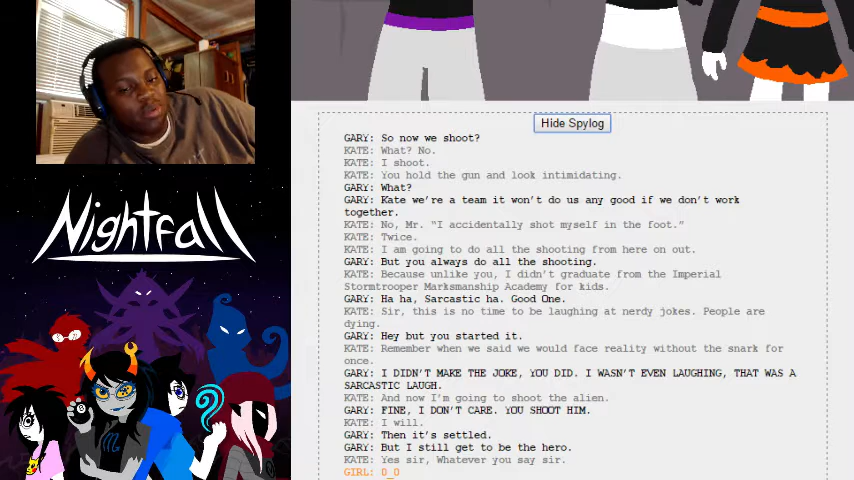 Nightfall
Hide Spylog
GARY: So now we shoot?
KATE: What? No.
KATE: I shoot.
KATE: You hold the gun and look intimidating.
GARY: What?
GARY: Kate we're a team it won't do us any good if we don't work
together.
KATE: No, Mr. “I accidentally shot myself in the foot.”
KATE: Twice.
KATE: I am going to do all the shooting from here on out.
GARY: But you always do all the shooting.
KATE: Because unlike you, I didn't graduate from the Imperial
Stormtrooper Marksmanship Academy for kids.
GARY: Ha ha, Sarcastic ha. Good One.
KATE: Sir, this is no time to be laughing at nerdy jokes. People are
dying.
GARY: Hey but you started it.
KATE: Remember when we said we would face reality without the snark for
once.
GARY: I DIDN'T MAKE THE JOKE, YOU DID. I WASN'T EVEN LAUGHING, THAT WAS A
SARCASTIC LAUGH.
KATE: And now I'm going to shoot the alien.
GARY: FINE, I DON'T CARE. YOU SHOOT HIM.
KATE: I will.
GARY: Then it's settled.
GARY: But I still get to be the hero.
KATE: Yes sir, Whatever you say sir.
GIRL: 0_0